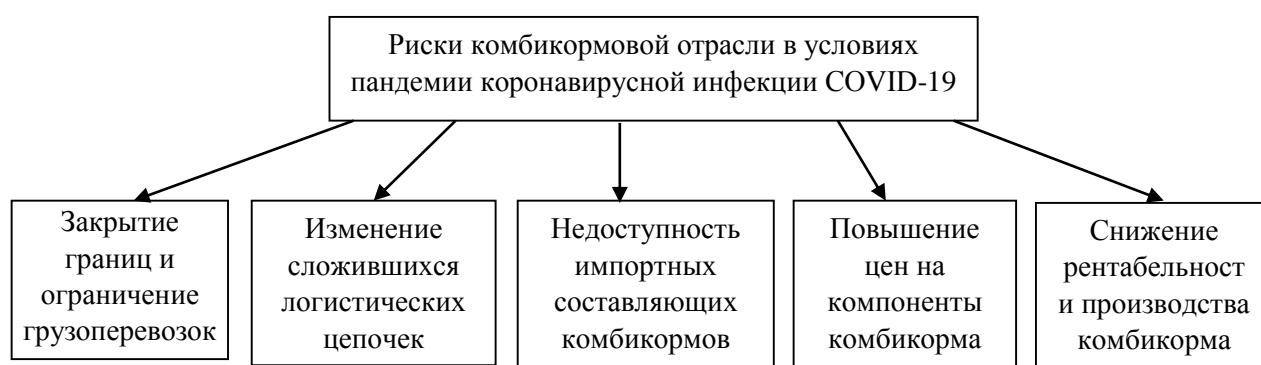 Риски комбикормовой отрасли в условиях
пандемии коронавирусной инфекции COVID-19
Закрытие
границ и
ограничение
грузоперевозок
Изменение
сложившихся
логистических
цепочек
Недоступность
импортных
составляющих
комбикормов
Повышение
цен на
компоненты
комбикорма
Снижение
рентабельност
и производства
комбикорма